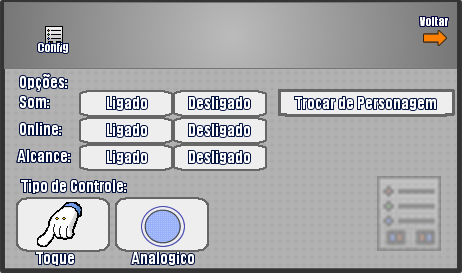 Config
Voltar
Opções:
Som: Ligado Desligado
Trocar de Personagem
Online: Ligado Desligado
Alcance: Ligado Desligado
Tipo de Controle:
Toque Analogico